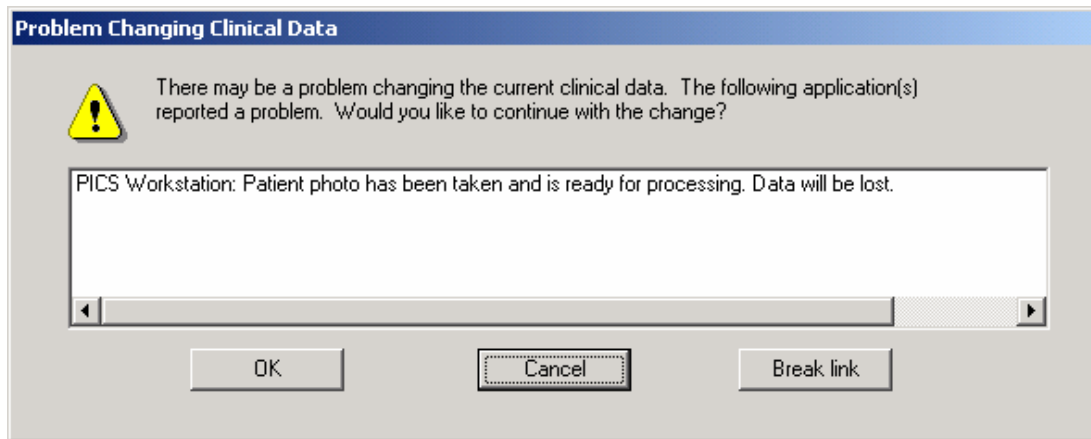 Problem Changing Clinical Data
There may be a problem changing the current clinical data.  The following application(s)
reported a problem.  Would you like to continue with the change?
PICS Workstation: Patient photo has been taken and is ready for processing. Data will be lost.
OK
Cancel
Break link